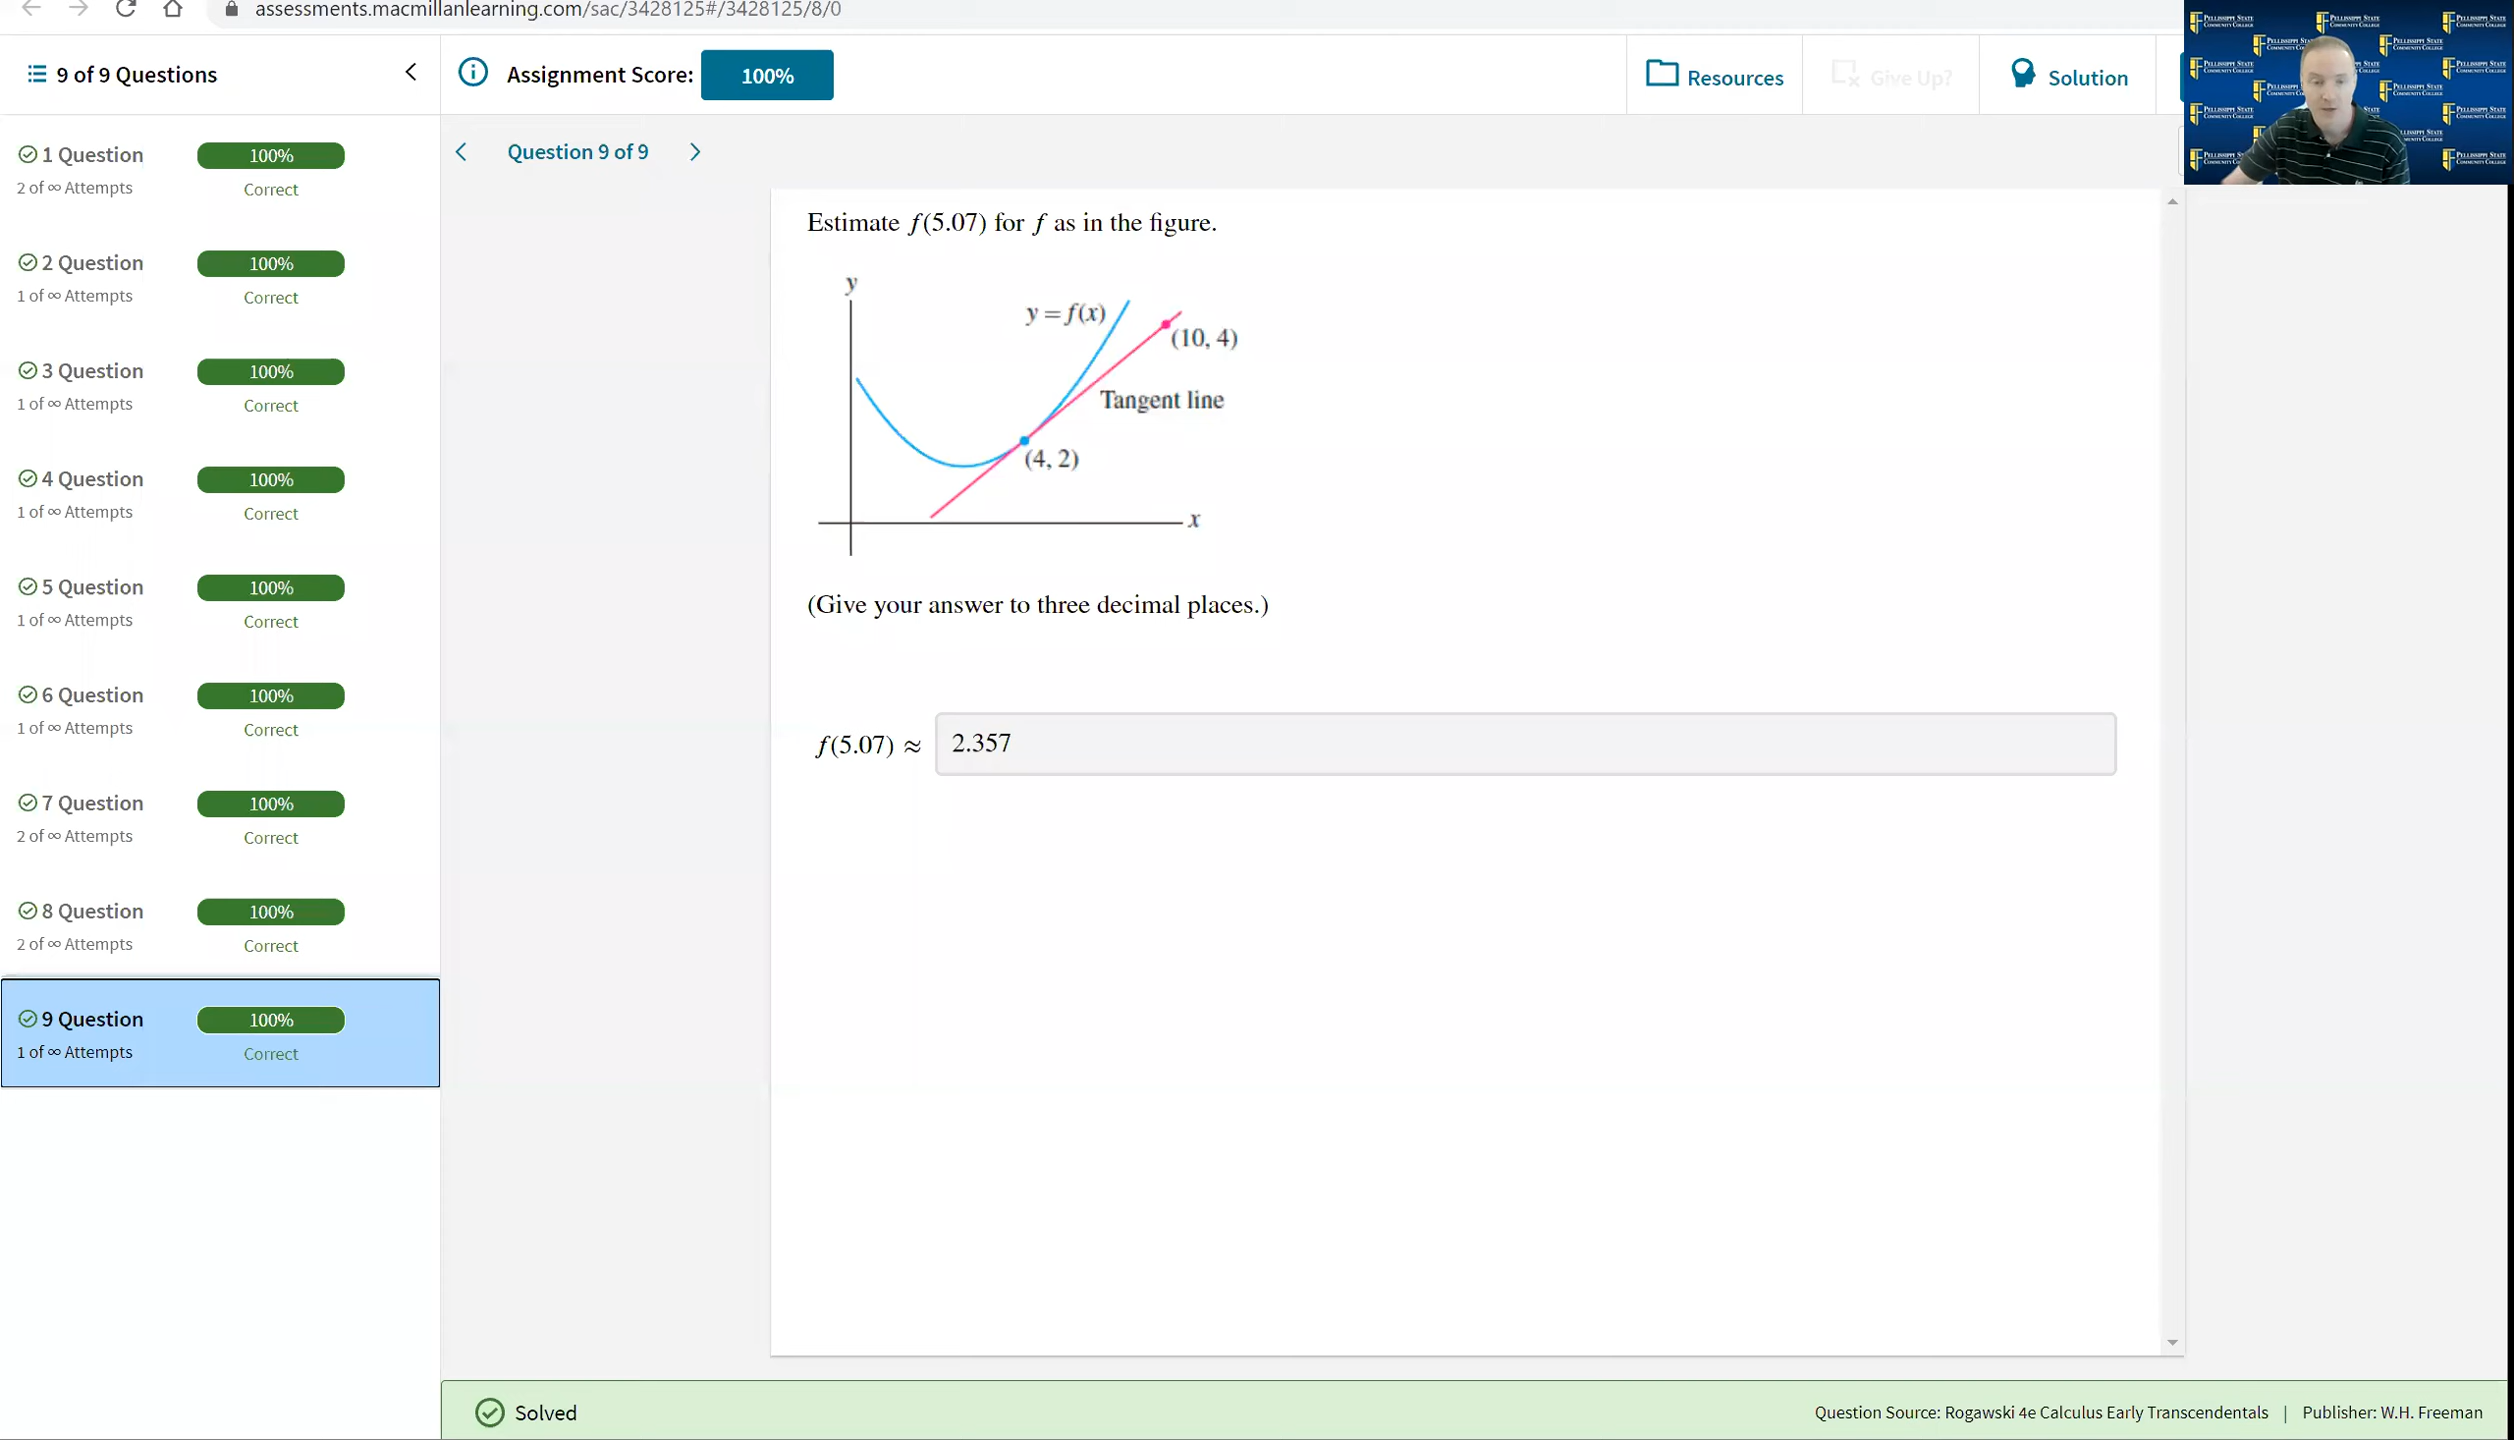 assessments.macmillanlearning.com/sac/3428125#/3428125/8/0
9 of 9 Questions
Assignment Score: 100%
Resources
Give Up?
Solution
1 Question 100%
2 of ∞ Attempts Correct
2 Question 100%
1 of ∞ Attempts Correct
3 Question 100%
1 of ∞ Attempts Correct
4 Question 100%
1 of ∞ Attempts Correct
5 Question 100%
1 of ∞ Attempts Correct
6 Question 100%
1 of ∞ Attempts Correct
7 Question 100%
2 of ∞ Attempts Correct
8 Question 100%
2 of ∞ Attempts Correct
9 Question 100%
1 of ∞ Attempts Correct
Question 9 of 9
Estimate f(5.07) for f as in the figure.
y
y = f(x)
(10, 4)
Tangent line
(4, 2)
x
(Give your answer to three decimal places.)
f(5.07) ≈ 2.357
Solved
Question Source: Rogawski 4e Calculus Early Transcendentals | Publisher: W.H. Freeman
PELLISSIPPI STATE
COMMUNITY COLLEGE